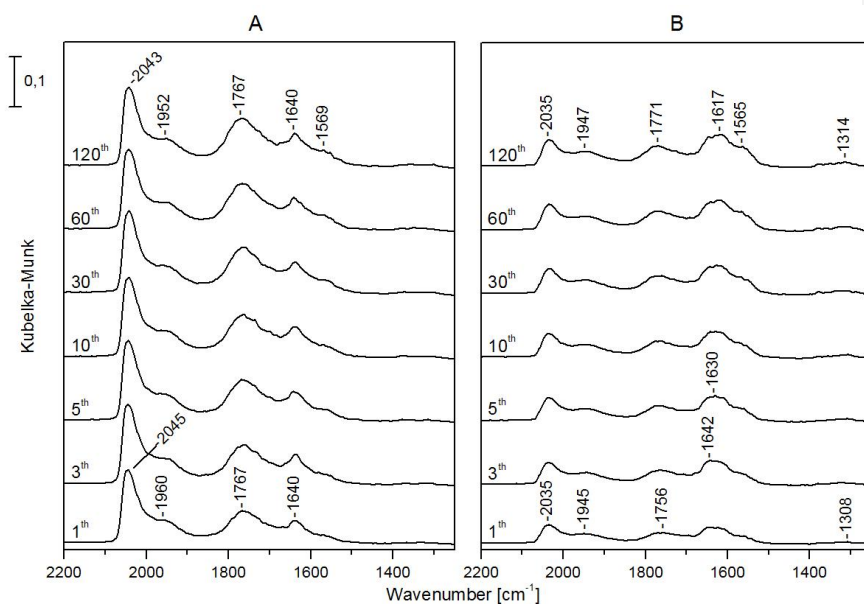 A
B
0,1
Kubelka-Munk
-2043
-1952
-1767
-1640
-1569
120th
60th
30th
10th
5th
3th
1th
-2045
-1960
-1767
-1640
2200 2000 1800 1600 1400
-2035
-1947
-1771
-1617
-1565
-1314
120th
60th
30th
10th
5th
3th
1th
-1630
-1642
-2035
-1945
-1756
-1308
2200 2000 1800 1600 1400
Wavenumber [cm-1]